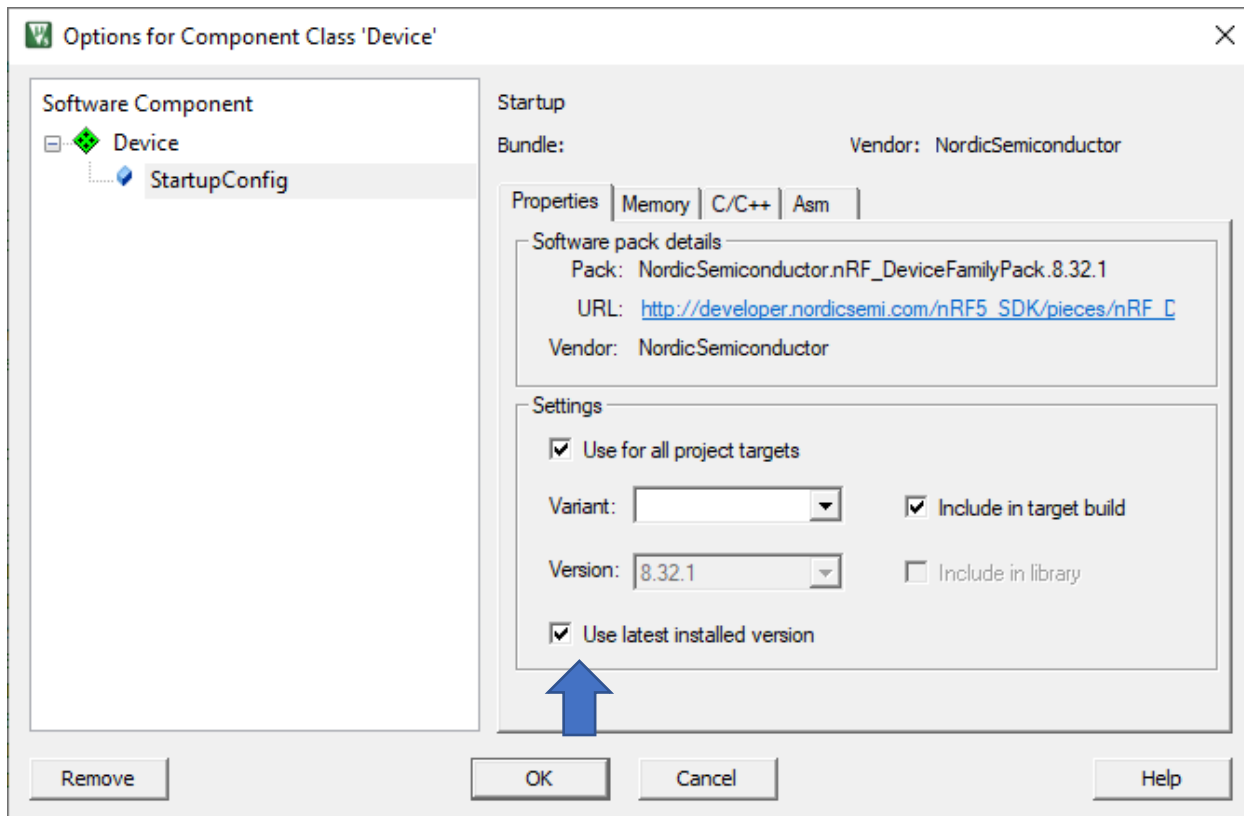 Options for Component Class 'Device'
Software Component
Device
StartupConfig
Startup
Bundle: Vendor: NordicSemiconductor
Properties Memory C/C++ Asm
Software pack details
Pack: NordicSemiconductor.nRF_DeviceFamilyPack.8.32.1
URL: http://developer.nordicsemi.com/nRF5_SDK/pieces/nRF_D
Vendor: NordicSemiconductor
Settings
Use for all project targets
Variant: Include in target build
Version: 8.32.1 Include in library
Use latest installed version
Remove OK Cancel Help